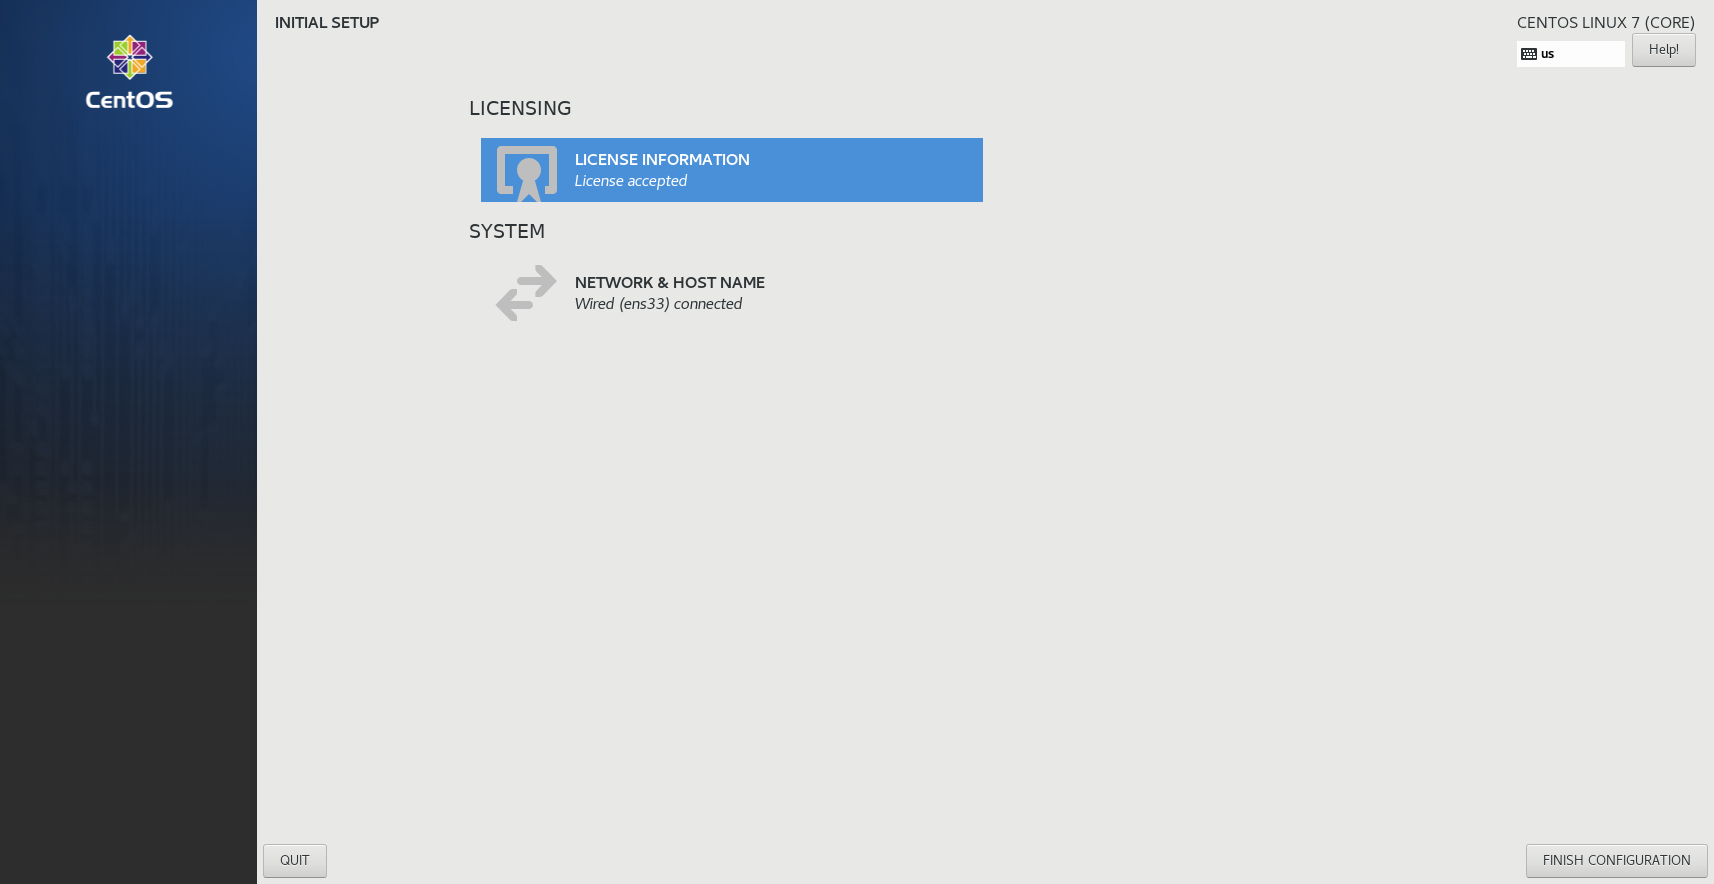 CentOS
INITIAL SETUP
CENTOS LINUX 7 (CORE)
us
Help!
LICENSING
LICENSE INFORMATION
License accepted
SYSTEM
NETWORK & HOST NAME
Wired (ens33) connected
QUIT
FINISH CONFIGURATION